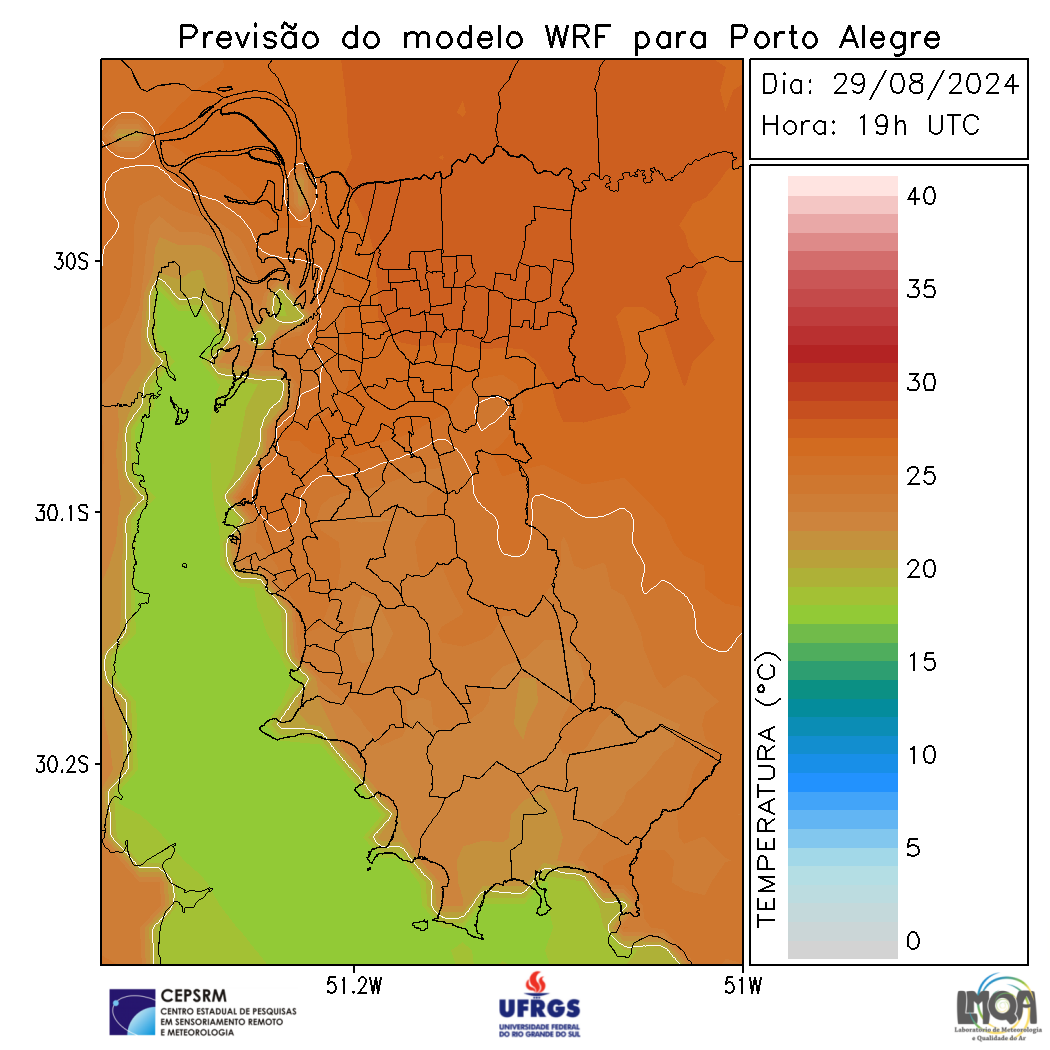 Previsão do modelo WRF para Porto Alegre
Dia: 29/08/2024
Hora: 19h UTC
40
35
30
25
20
15
10
5
0
TEMPERATURA (°C)
30S
30.1S
30.2S
51.2W
51W
CEPSRM
CENTRO ESTADUAL DE PESQUISAS
EM SENSORIAMENTO REMOTO
E METEOROLOGIA
UFRGS
UNIVERSIDADE FEDERAL
DO RIO GRANDE DO SUL
LMQA
Laboratório de Meteorologia
e Qualidade do Ar